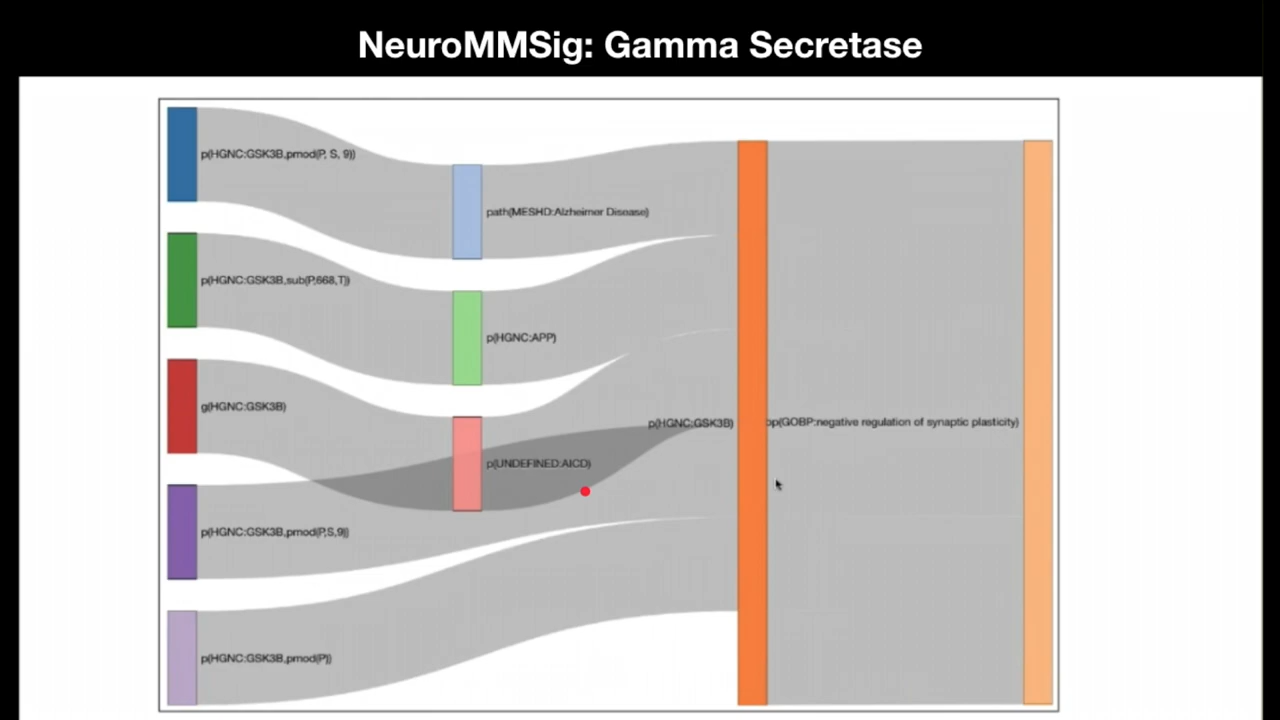 NeuroMMSig: Gamma Secretase
p(HGNC:GSK3B,pmod(P, S, 9))
path(MESHD:Alzheimer Disease)
p(HGNC:GSK3B,sub(P,668,T))
p(HGNC:APP)
g(HGNC:GSK3B)
p(HGNC:GSK3B)
bp(GOBP:negative regulation of synaptic plasticity)
p(UNDEFINED:AICD)
p(HGNC:GSK3B,pmod(P,S,9))
p(HGNC:GSK3B,pmod(P))